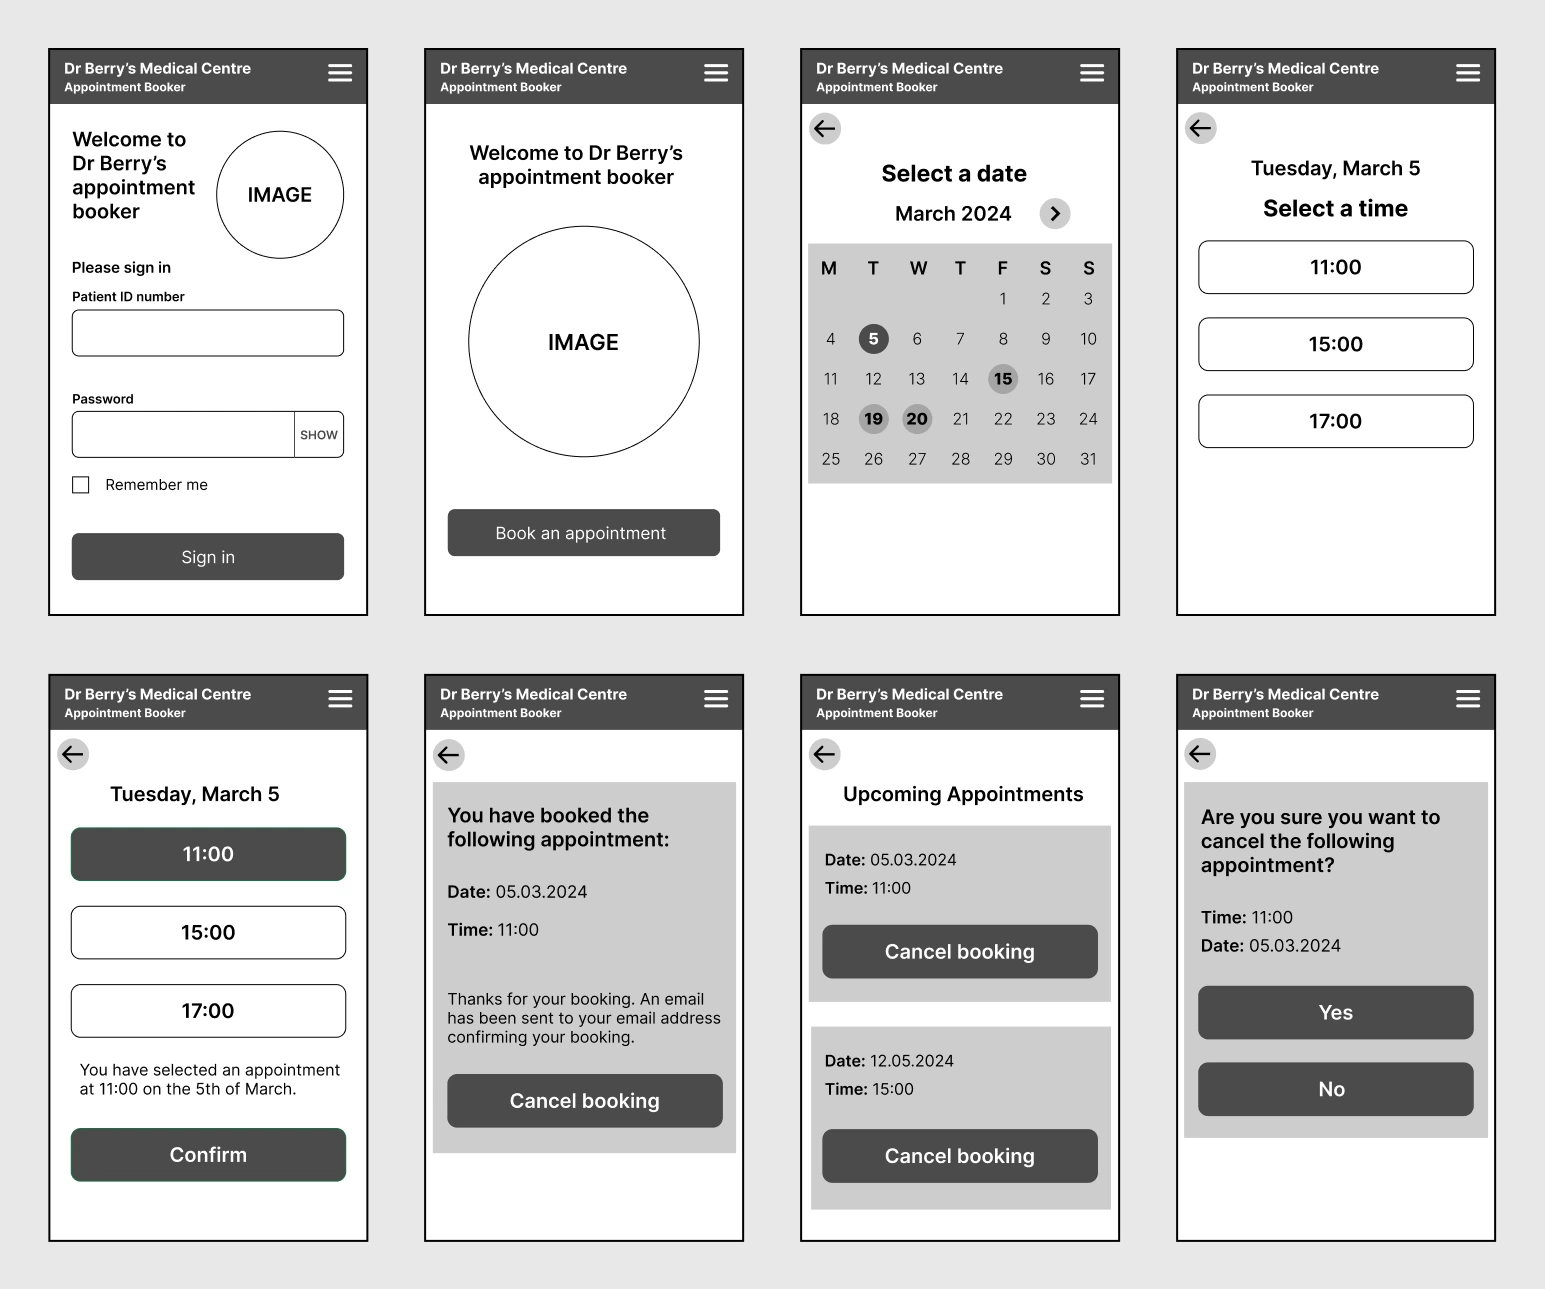 Dr Berry’s Medical Centre
Appointment Booker
Welcome to
Dr Berry’s
appointment
booker
IMAGE
Please sign in
Patient ID number
Password
SHOW
Remember me
Sign in
Dr Berry’s Medical Centre
Appointment Booker
Welcome to Dr Berry’s
appointment booker
IMAGE
Book an appointment
Dr Berry’s Medical Centre
Appointment Booker
Select a date
March 2024
M T W T F S S
1 2 3
4 5 6 7 8 9 10
11 12 13 14 15 16 17
18 19 20 21 22 23 24
25 26 27 28 29 30 31
Dr Berry’s Medical Centre
Appointment Booker
Tuesday, March 5
Select a time
11:00
15:00
17:00
Dr Berry’s Medical Centre
Appointment Booker
Tuesday, March 5
11:00
15:00
17:00
You have selected an appointment
at 11:00 on the 5th of March.
Confirm
Dr Berry’s Medical Centre
Appointment Booker
You have booked the
following appointment:
Date: 05.03.2024
Time: 11:00
Thanks for your booking. An email
has been sent to your email address
confirming your booking.
Cancel booking
Dr Berry’s Medical Centre
Appointment Booker
Upcoming Appointments
Date: 05.03.2024
Time: 11:00
Cancel booking
Date: 12.05.2024
Time: 15:00
Cancel booking
Dr Berry’s Medical Centre
Appointment Booker
Are you sure you want to
cancel the following
appointment?
Time: 11:00
Date: 05.03.2024
Yes
No